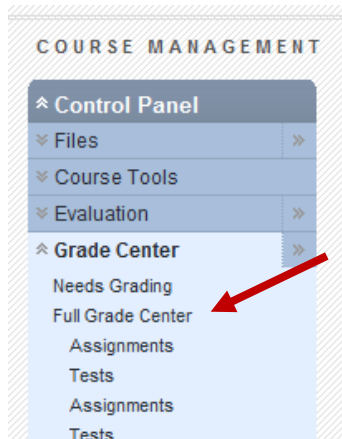 COURSE MANAGEMENT
Control Panel
Files
Course Tools
Evaluation
Grade Center
Needs Grading
Full Grade Center
Assignments
Tests
Assignments
Tests